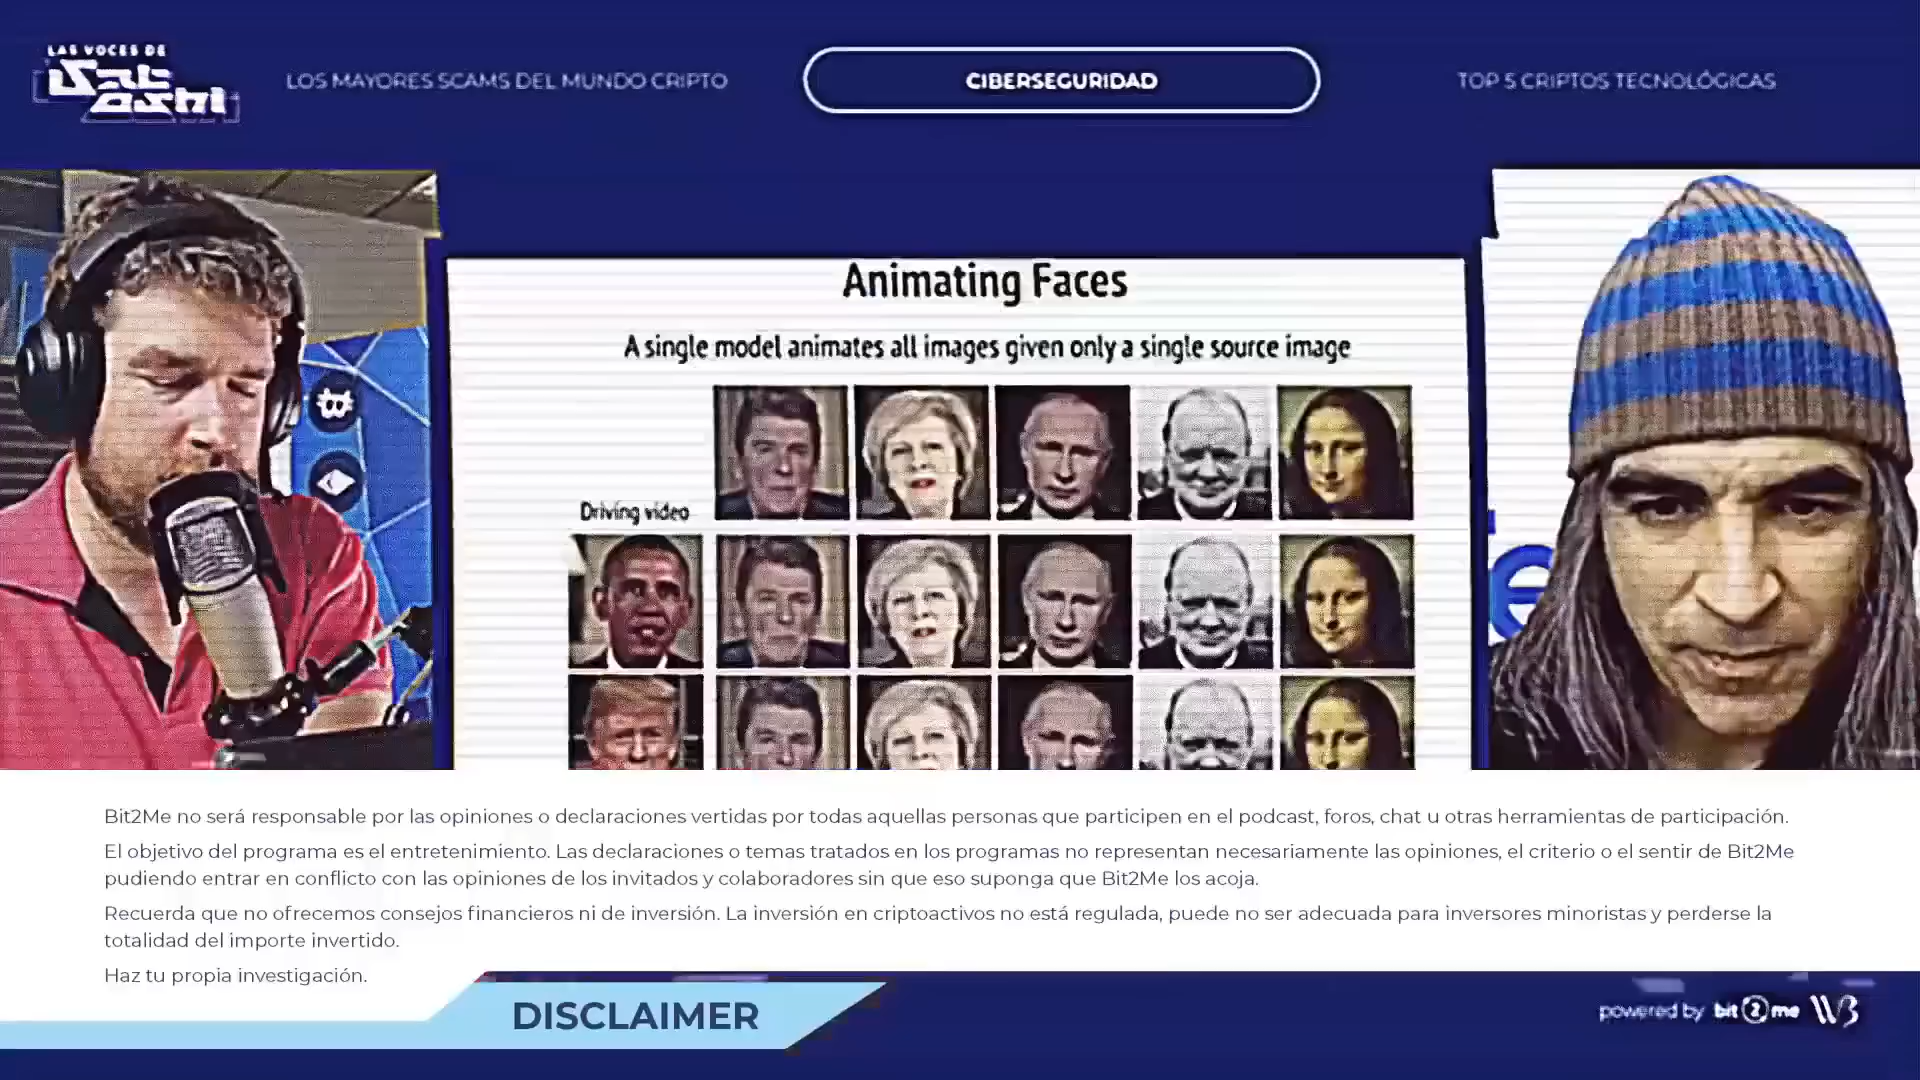 LAS VOCES DE
Satoshi
LOS MAYORES SCAMS DEL MUNDO CRIPTO
CIBERSEGURIDAD
TOP 5 CRIPTOS TECNOLÓGICAS
Animating Faces
A single model animates all images given only a single source image
Driving video
Bit2Me no será responsable por las opiniones o declaraciones vertidas por todas aquellas personas que participen en el podcast, foros, chat u otras herramientas de participación.
El objetivo del programa es el entretenimiento. Las declaraciones o temas tratados en los programas no representan necesariamente las opiniones, el criterio o el sentir de Bit2Me
pudiendo entrar en conflicto con las opiniones de los invitados y colaboradores sin que eso suponga que Bit2Me los acoja.
Recuerda que no ofrecemos consejos financieros ni de inversión. La inversión en criptoactivos no está regulada, puede no ser adecuada para inversores minoristas y perderse la
totalidad del importe invertido.
Haz tu propia investigación.
DISCLAIMER
powered by bit2me